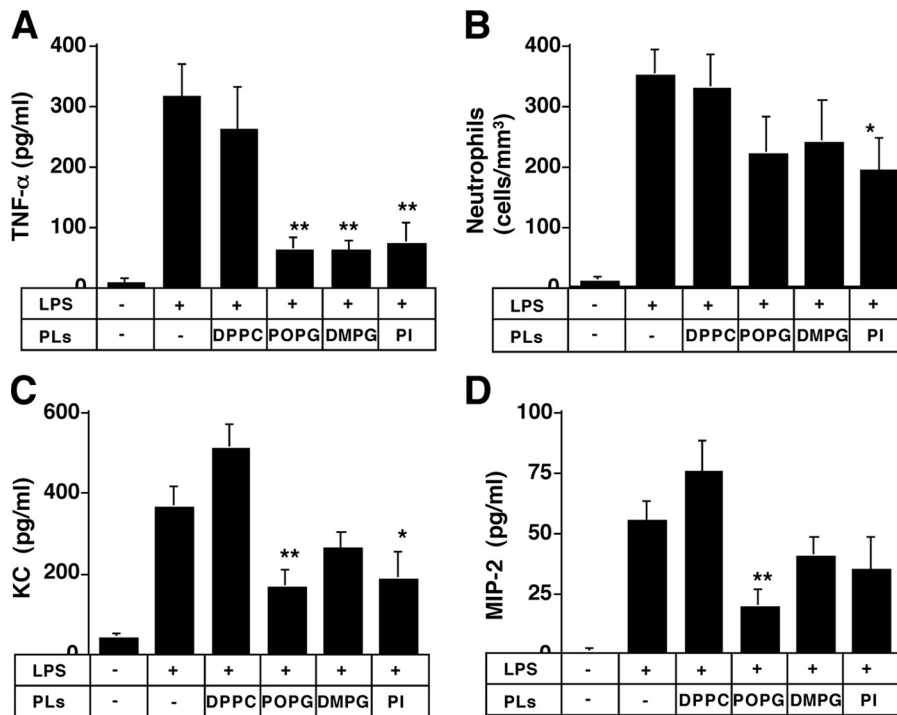 A
TNF-α (pg/ml)
400
300
200
100
0
** ** **
LPS - + + + + +
PLs - - DPPC POPG DMPG PI
B
Neutrophils
(cells/mm³)
400
300
200
100
0
*
LPS - + + + + +
PLs - - DPPC POPG DMPG PI
C
KC (pg/ml)
600
400
200
0
** *
LPS - + + + + +
PLs - - DPPC POPG DMPG PI
D
MIP-2 (pg/ml)
100
75
50
25
0
**
LPS - + + + + +
PLs - - DPPC POPG DMPG PI